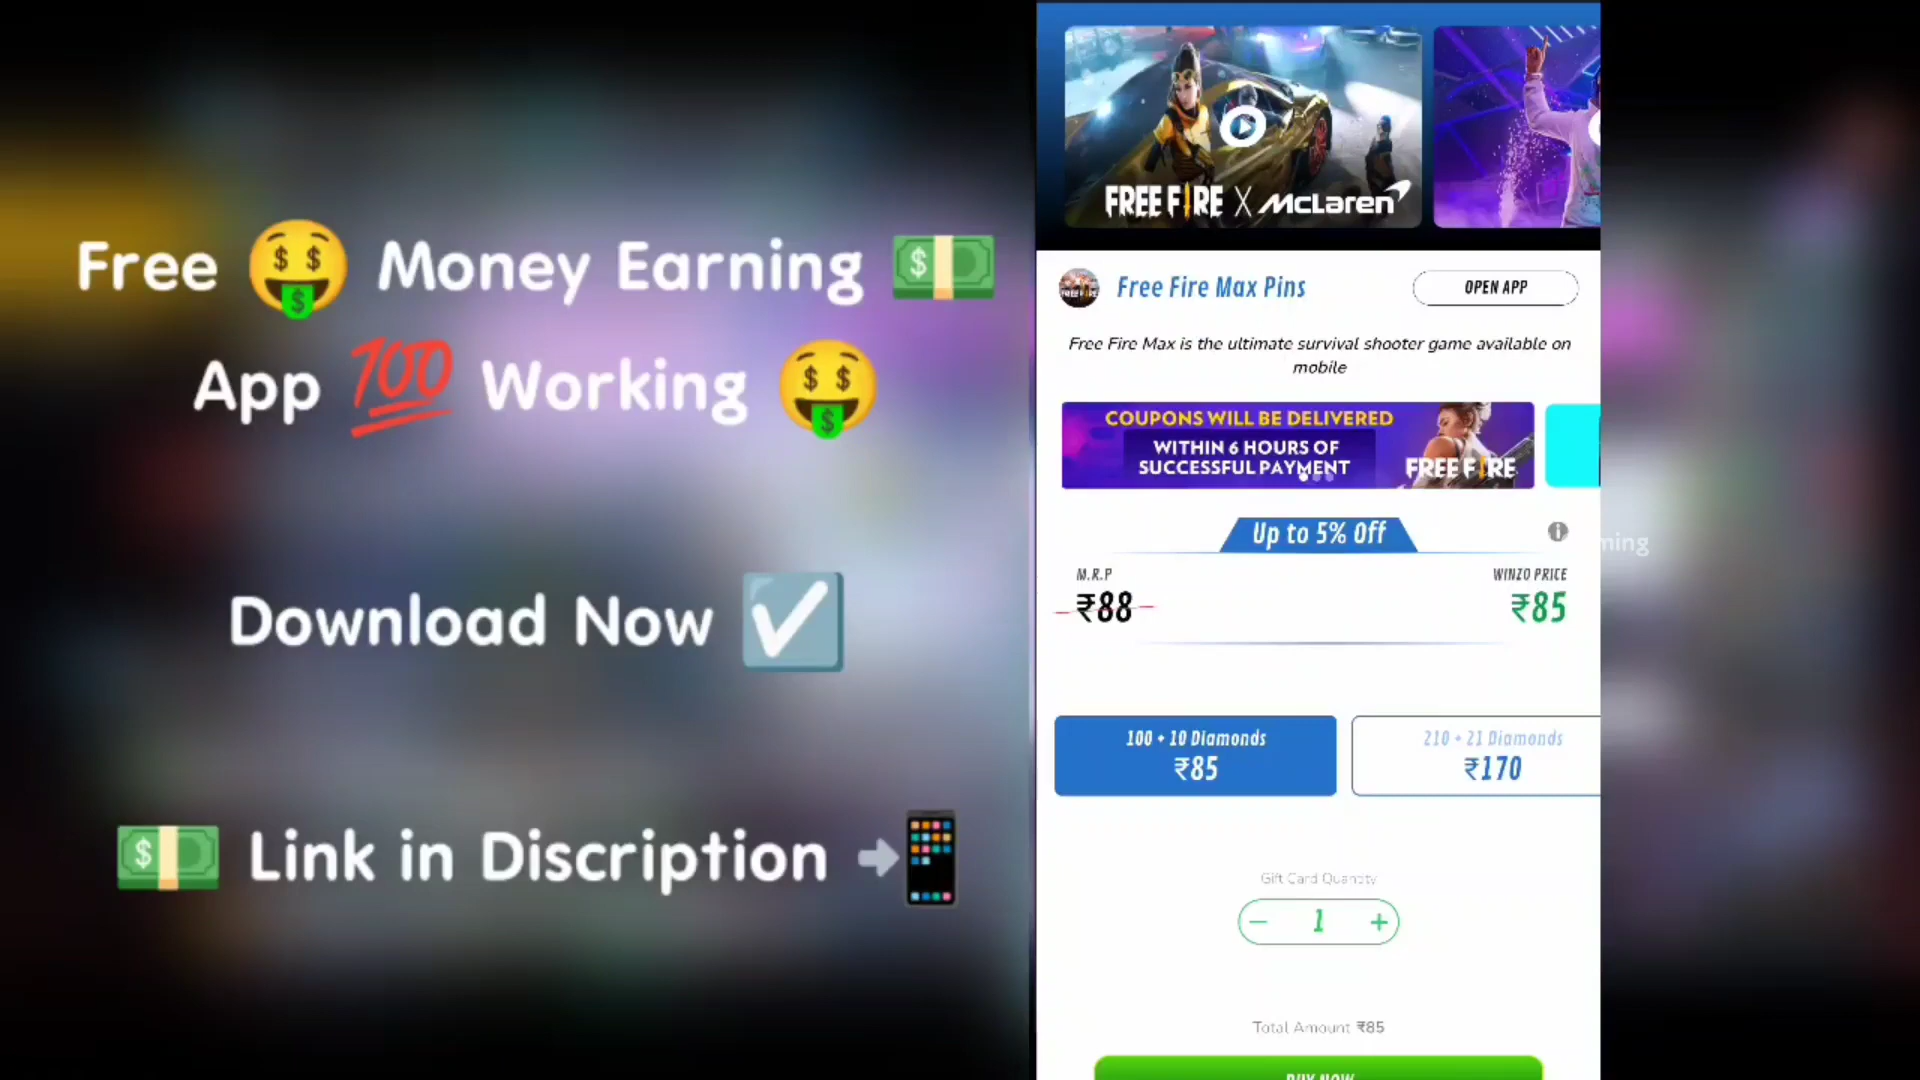 Free 🤑 Money Earning 💵
App 💯 Working 🤑
Download Now ☑️
💵 Link in Discription 📲
FREE FIRE X McLaren
Free Fire Max Pins
OPEN APP
Free Fire Max is the ultimate survival shooter game available on
mobile
COUPONS WILL BE DELIVERED
WITHIN 6 HOURS OF
SUCCESSFUL PAYMENT
FREE FIRE
Up to 5% Off
M.R.P
WINZO PRICE
₹88
₹85
100 + 10 Diamonds
₹85
210 + 21 Diamonds
₹170
Gift Card Quantity
− 1 +
Total Amount ₹85
BUY NOW